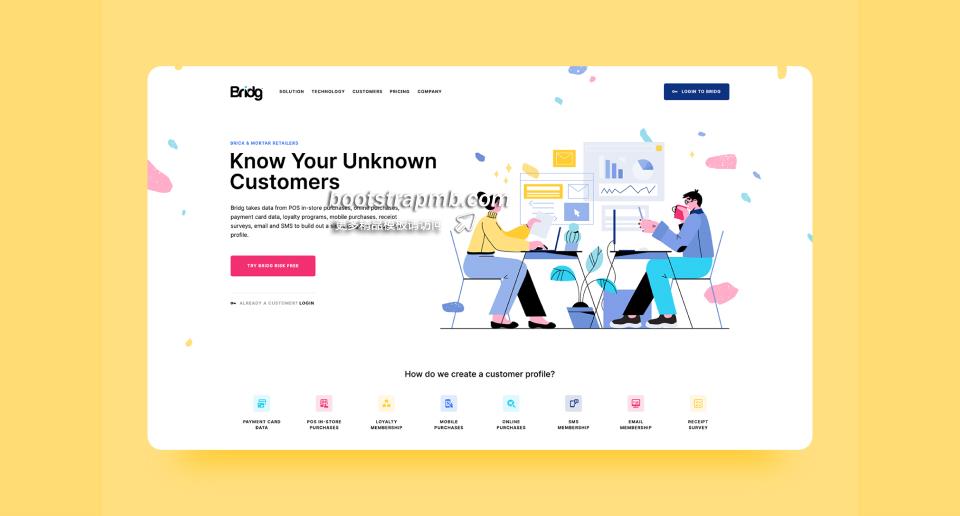 Bridg
SOLUTION TECHNOLOGY CUSTOMERS PRICING COMPANY
LOGIN TO BRIDG
BRICK & MORTAR RETAILERS
Know Your Unknown
Customers
bootstrapmb.com
Bridg takes data from POS in-store purchases, online purchases,
payment card data, loyalty programs, mobile purchases, receipt
surveys, email and SMS to build out a
更多精品模板请访问
profile.
TRY BRIDG RISK FREE
ALREADY A CUSTOMER? LOGIN
How do we create a customer profile?
PAYMENT CARD
DATA
POS IN-STORE
PURCHASES
LOYALTY
MEMBERSHIP
MOBILE
PURCHASES
ONLINE
PURCHASES
SMS
MEMBERSHIP
EMAIL
MEMBERSHIP
RECEIPT
SURVEY